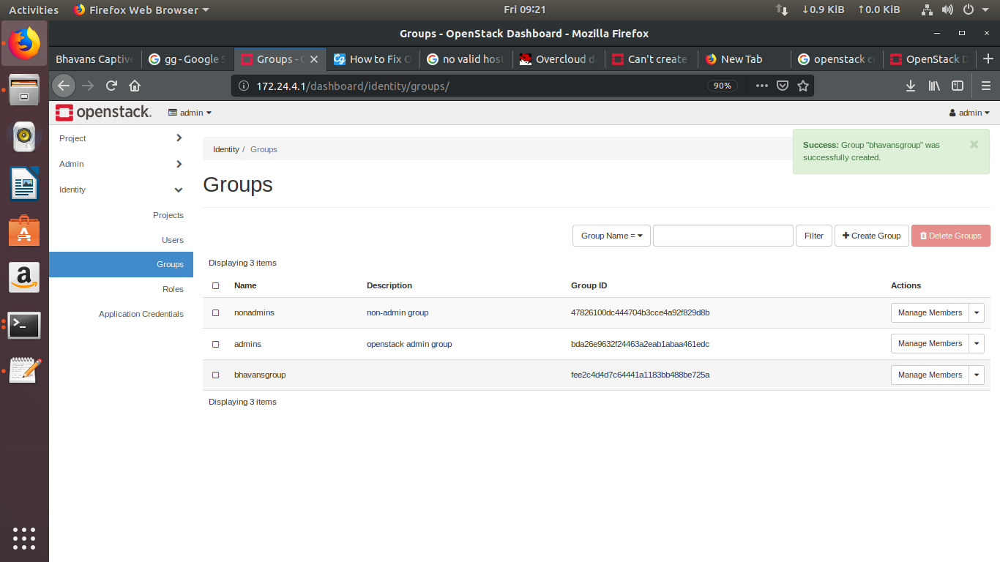 Activities Firefox Web Browser Fri 09:21 ↓0.9 KiB ↑0.0 KiB
Groups - OpenStack Dashboard - Mozilla Firefox
Bhavans Captive gg - Google S Groups - O How to Fix O no valid host Overcloud de Can't create New Tab openstack cr OpenStack D
172.24.4.1/dashboard/identity/groups/ 90%
openstack. admin admin
Project
Admin
Identity
Projects
Users
Groups
Roles
Application Credentials
Identity / Groups
Success: Group "bhavansgroup" was
successfully created.
Groups
Group Name = Filter Create Group Delete Groups
Displaying 3 items
Name Description Group ID Actions
nonadmins non-admin group 47826100dc444704b3cce4a92f829d8b Manage Members
admins openstack admin group bda26e9632f24463a2eab1abaa461edc Manage Members
bhavansgroup fee2c4d4d7c64441a1183bb488be725a Manage Members
Displaying 3 items